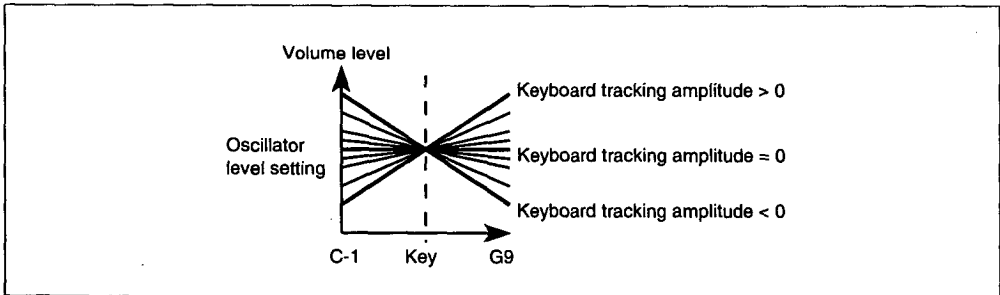 Volume level
Keyboard tracking amplitude > 0
Oscillator
level setting
Keyboard tracking amplitude = 0
Keyboard tracking amplitude < 0
C-1 Key G9